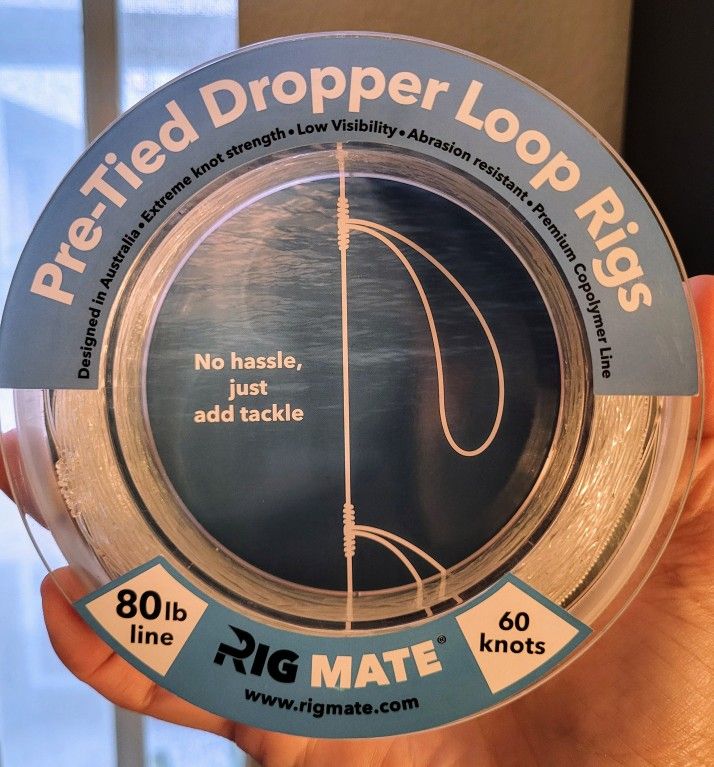 Pre-Tied Dropper Loop Rigs
Designed in Australia • Extreme knot strength • Low Visibility • Abrasion resistant • Premium Copolymer Line
No hassle,
just
add tackle
80lb
line
RIG MATE®
60
knots
www.rigmate.com